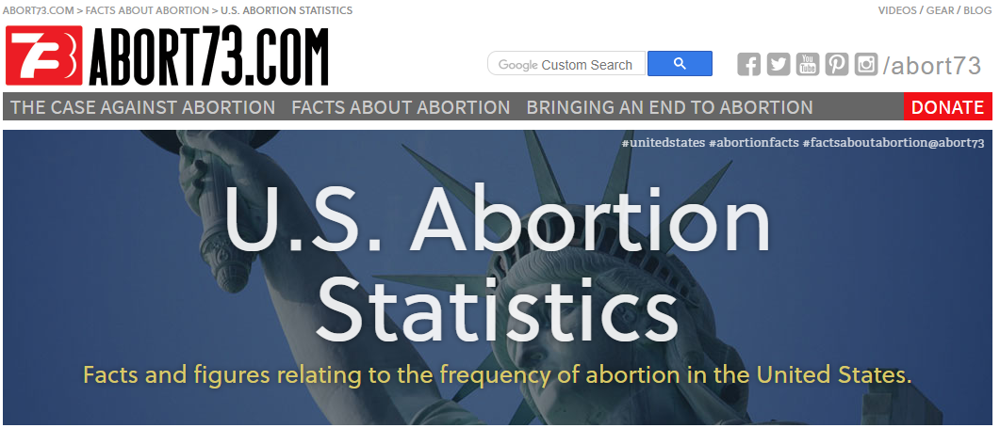 ABORT73.COM > FACTS ABOUT ABORTION > U.S. ABORTION STATISTICS
VIDEOS / GEAR / BLOG
73 ABORT73.COM
Google Custom Search
You Tube
/abort73
THE CASE AGAINST ABORTION FACTS ABOUT ABORTION BRINGING AN END TO ABORTION DONATE
#unitedstates #abortionfacts #factsaboutabortion@abort73
U.S. Abortion
Statistics
Facts and figures relating to the frequency of abortion in the United States.